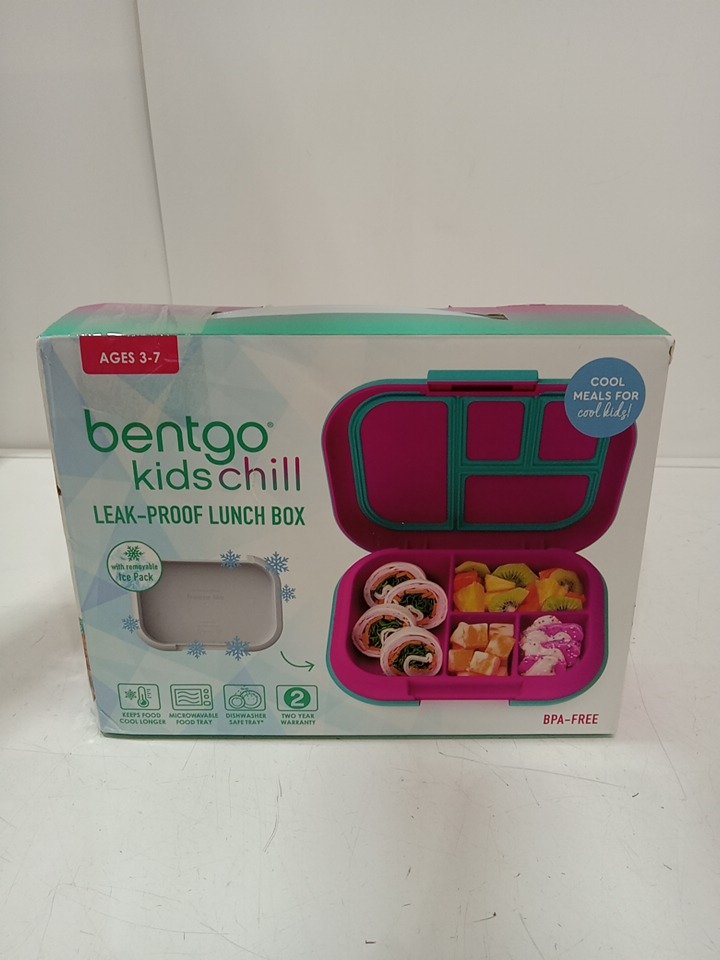 AGES 3-7
COOL
MEALS FOR
cool kids!
bentgo®
kids chill
LEAK-PROOF LUNCH BOX
with removable
Ice Pack
KEEPS FOOD
COOL LONGER
MICROWAVABLE
FOOD TRAY
DISHWASHER
SAFE TRAY*
2
TWO YEAR
WARRANTY
BPA-FREE